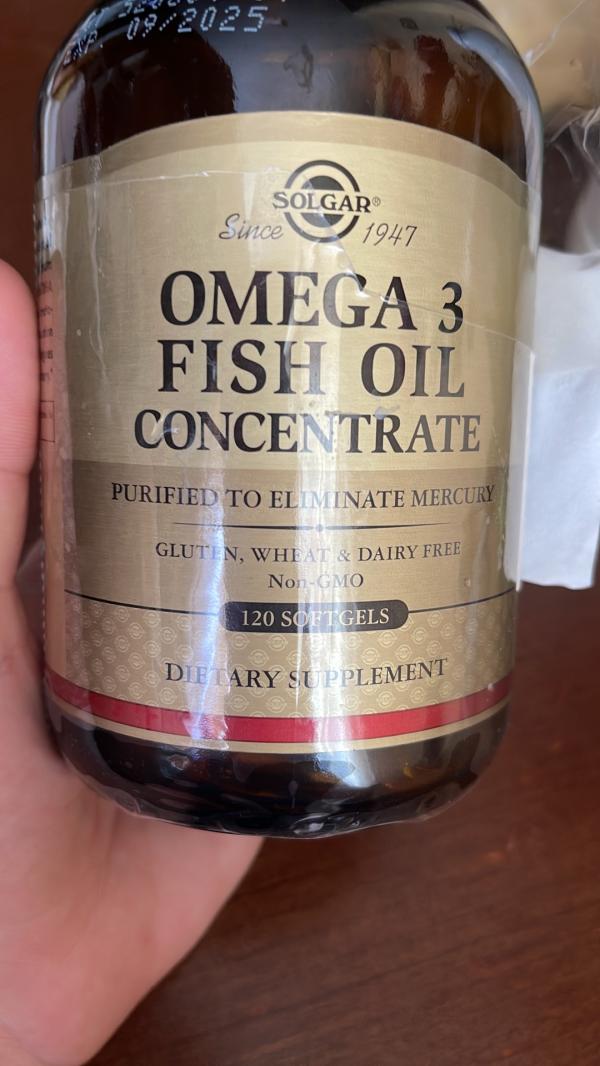 09/2025
SOLGAR®
Since 1947
OMEGA 3
FISH OIL
CONCENTRATE
PURIFIED TO ELIMINATE MERCURY
GLUTEN, WHEAT & DAIRY FREE
Non-GMO
120 SOFTGELS
DIETARY SUPPLEMENT